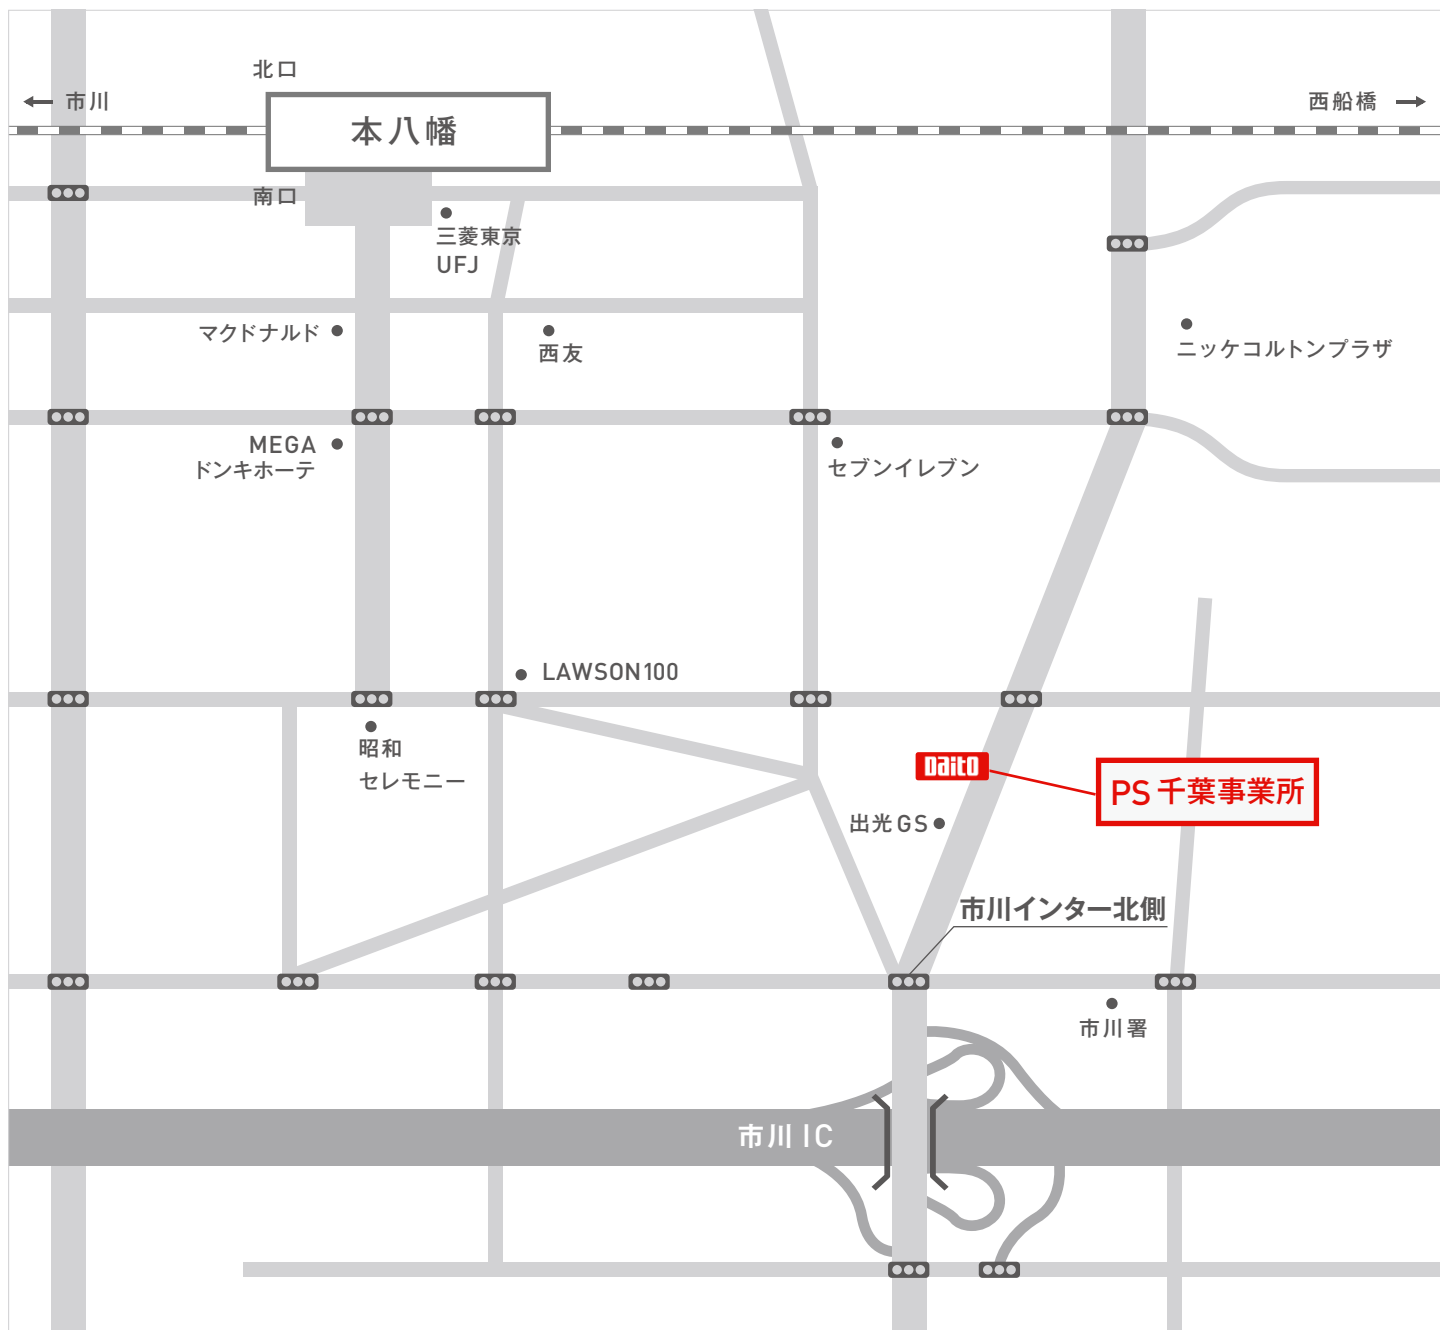 北口
市川
西船橋
本八幡
南口
三菱東京
UFJ
マクドナルド
西友
ニッケコルトンプラザ
MEGA
ドンキホーテ
セブンイレブン
LAWSON100
昭和
セレモニー
Daito
PS 千葉事業所
出光GS
市川インター北側
市川署
市川 IC